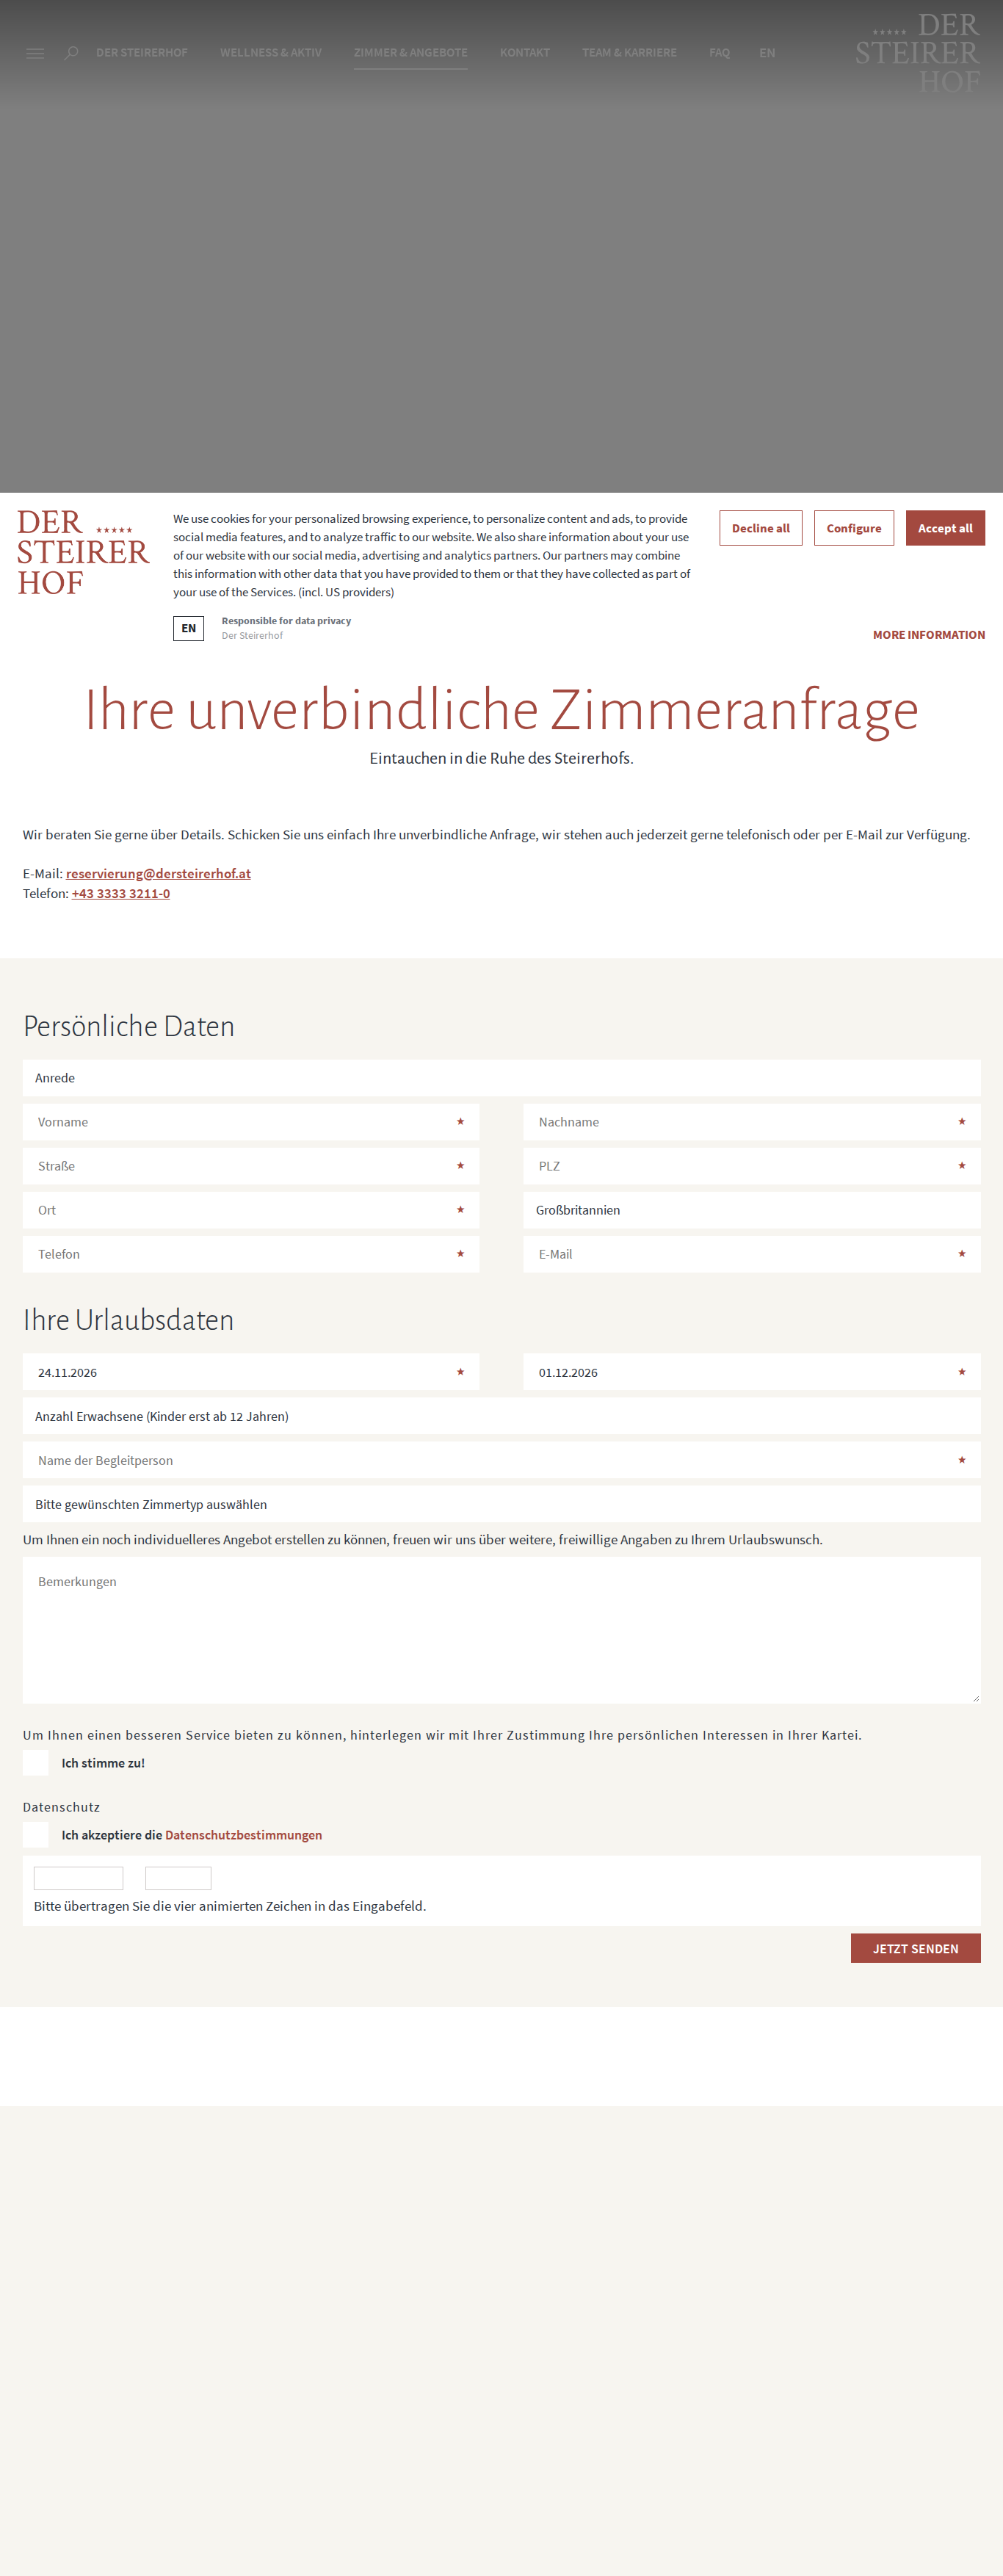 DER STEIRERHOF
WELLNESS & AKTIV
ZIMMER & ANGEBOTE
KONTAKT
TEAM & KARRIERE
FAQ
EN
DER
STEIRER
HOF
DER
STEIRER
HOF
We use cookies for your personalized browsing experience, to personalize content and ads, to provide
social media features, and to analyze traffic to our website. We also share information about your use
of our website with our social media, advertising and analytics partners. Our partners may combine
this information with other data that you have provided to them or that they have collected as part of
your use of the Services. (incl. US providers)
Decline all
Configure
Accept all
EN
Responsible for data privacy
Der Steirerhof
MORE INFORMATION
Ihre unverbindliche Zimmeranfrage
Eintauchen in die Ruhe des Steirerhofs.
Wir beraten Sie gerne über Details. Schicken Sie uns einfach Ihre unverbindliche Anfrage, wir stehen auch jederzeit gerne telefonisch oder per E-Mail zur Verfügung.
E-Mail: reservierung@dersteirerhof.at
Telefon: +43 3333 3211-0
Persönliche Daten
Anrede
Vorname
Nachname
Straße
PLZ
Ort
Großbritannien
Telefon
E-Mail
Ihre Urlaubsdaten
24.11.2026
01.12.2026
Anzahl Erwachsene (Kinder erst ab 12 Jahren)
Name der Begleitperson
Bitte gewünschten Zimmertyp auswählen
Um Ihnen ein noch individuelleres Angebot erstellen zu können, freuen wir uns über weitere, freiwillige Angaben zu Ihrem Urlaubswunsch.
Bemerkungen
Um Ihnen einen besseren Service bieten zu können, hinterlegen wir mit Ihrer Zustimmung Ihre persönlichen Interessen in Ihrer Kartei.
Ich stimme zu!
Datenschutz
Ich akzeptiere die Datenschutzbestimmungen
Bitte übertragen Sie die vier animierten Zeichen in das Eingabefeld.
JETZT SENDEN